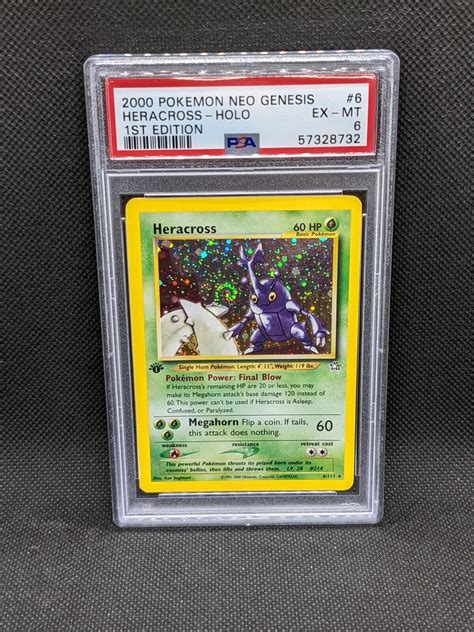 2000 POKEMON NEO GENESIS #6
HERACROSS-HOLO EX-MT
1ST EDITION PSA 6
57328732
Heracross 60 HP
Basic Pokémon
Single Horn Pokémon. Length: 4' 11", Weight: 119 lbs.
Pokémon Power: Final Blow
If Heracross's remaining HP are 20 or less, you may
make its Megahorn attack's base damage 120 instead of
60. This power can't be used if Heracross is Asleep,
Confused, or Paralyzed.
Megahorn Flip a coin. If tails, 60
this attack does nothing.
weakness resistance retreat cost
This powerful Pokémon thrusts its prized horn under its
enemies' bellies, then lifts and throws them. LV. 28 #214
Illus. Ken Sugimori 6/111